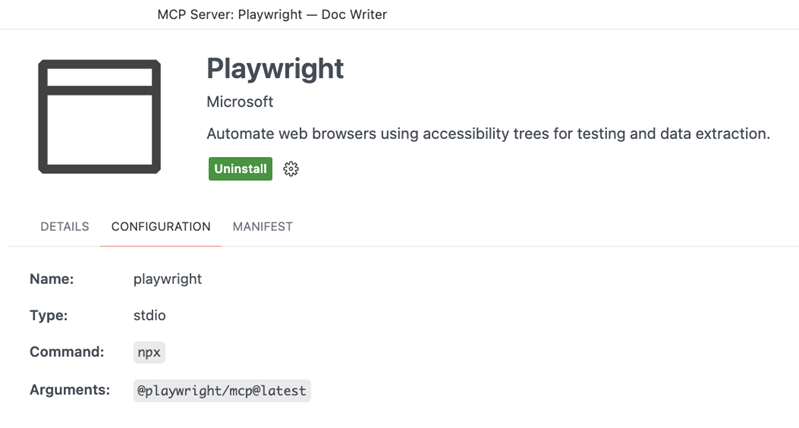 MCP Server: Playwright — Doc Writer
Playwright
Microsoft
Automate web browsers using accessibility trees for testing and data extraction.
Uninstall
DETAILS CONFIGURATION MANIFEST
Name: playwright
Type: stdio
Command: npx
Arguments: @playwright/mcp@latest